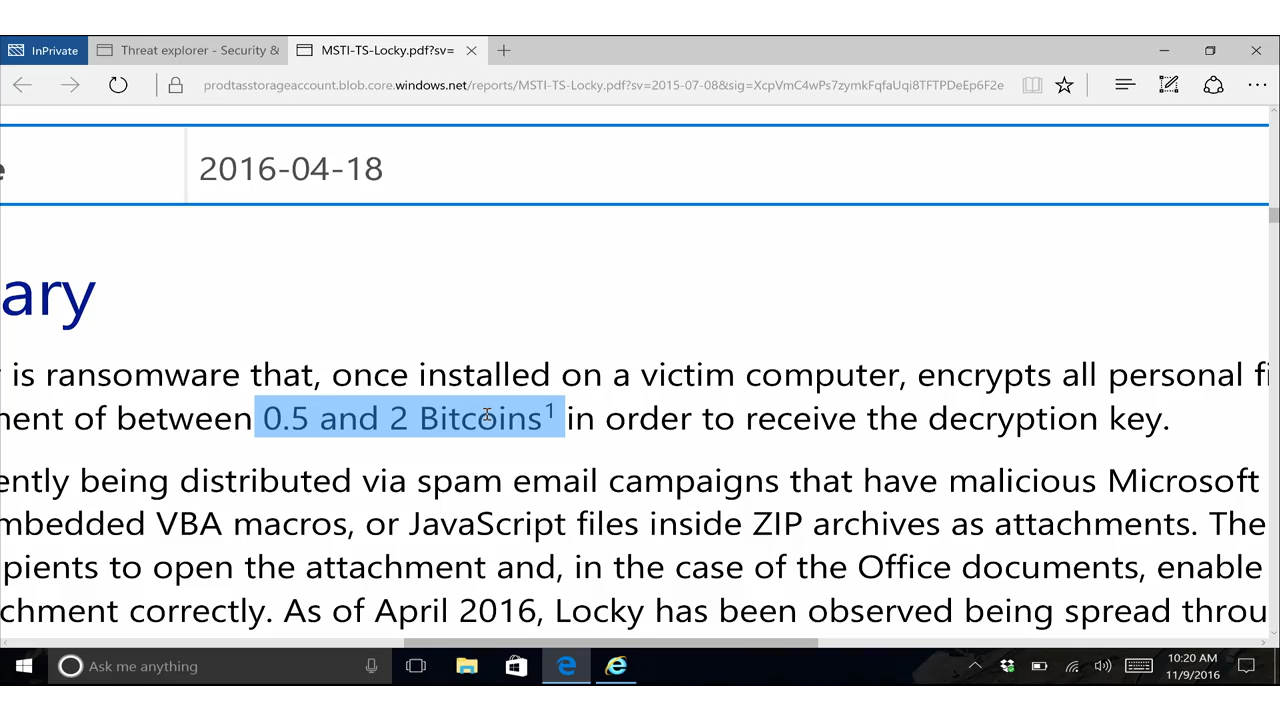 InPrivate
Threat explorer - Security &
MSTI-TS-Locky.pdf?sv=
prodtasstorageaccount.blob.core.windows.net/reports/MSTI-TS-Locky.pdf?sv=2015-07-08&sig=XcpVmC4wPs7zymkFqfaUqi8TFTPDeEp6F2e
e 2016-04-18
ary
is ransomware that, once installed on a victim computer, encrypts all personal fi
ment of between 0.5 and 2 Bitcoins1 in order to receive the decryption key.
ently being distributed via spam email campaigns that have malicious Microsoft
mbedded VBA macros, or JavaScript files inside ZIP archives as attachments. The
pients to open the attachment and, in the case of the Office documents, enable
chment correctly. As of April 2016, Locky has been observed being spread throu
Ask me anything
10:20 AM
11/9/2016